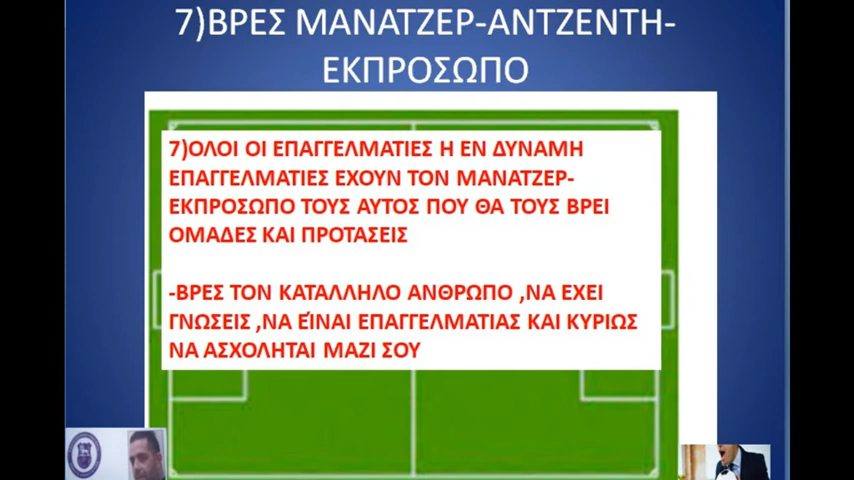 7)ΒΡΕΣ ΜΑΝΑΤΖΕΡ-ΑΝΤΖΕΝΤΗ-
ΕΚΠΡΟΣΩΠΟ
7)ΟΛΟΙ ΟΙ ΕΠΑΓΓΕΛΜΑΤΙΕΣ Η ΕΝ ΔΥΝΑΜΗ
ΕΠΑΓΓΕΛΜΑΤΙΕΣ ΕΧΟΥΝ ΤΟΝ ΜΑΝΑΤΖΕΡ-
ΕΚΠΡΟΣΩΠΟ ΤΟΥΣ ΑΥΤΟΣ ΠΟΥ ΘΑ ΤΟΥΣ ΒΡΕΙ
ΟΜΑΔΕΣ ΚΑΙ ΠΡΟΤΑΣΕΙΣ
-ΒΡΕΣ ΤΟΝ ΚΑΤΑΛΛΗΛΟ ΑΝΘΡΩΠΟ ,ΝΑ ΕΧΕΙ
ΓΝΩΣΕΙΣ ,ΝΑ ΕΊΝΑΙ ΕΠΑΓΓΕΛΜΑΤΙΑΣ ΚΑΙ ΚΥΡΙΩΣ
ΝΑ ΑΣΧΟΛΗΤΑΙ ΜΑΖΙ ΣΟΥ